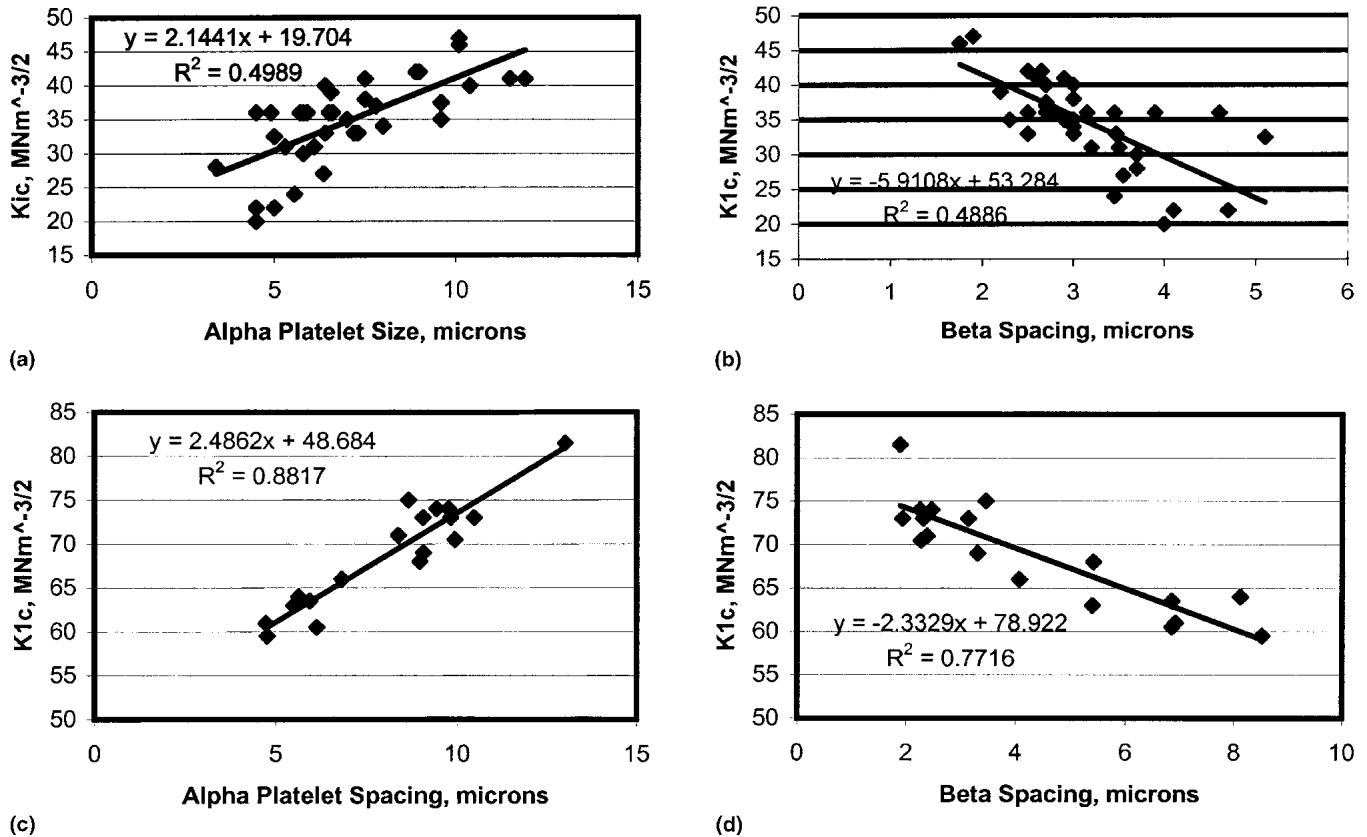 y = 2.1441x + 19.704
R² = 0.4989
50
45
40
35
30
25
20
15
0
5
10
15
Kic, MNm^-3/2
Alpha Platelet Size, microns
(a)
y = -5.9108x + 53.284
R² = 0.4886
50
45
40
35
30
25
20
15
0
1
2
3
4
5
6
K1c, MNm^-3/2
Beta Spacing, microns
(b)
y = 2.4862x + 48.684
R² = 0.8817
85
80
75
70
65
60
55
50
0
5
10
15
K1c, MNm^-3/2
Alpha Platelet Spacing, microns
(c)
y = -2.3329x + 78.922
R² = 0.7716
85
80
75
70
65
60
55
50
0
2
4
6
8
10
K1c, MNm^-3/2
Beta Spacing, microns
(d)